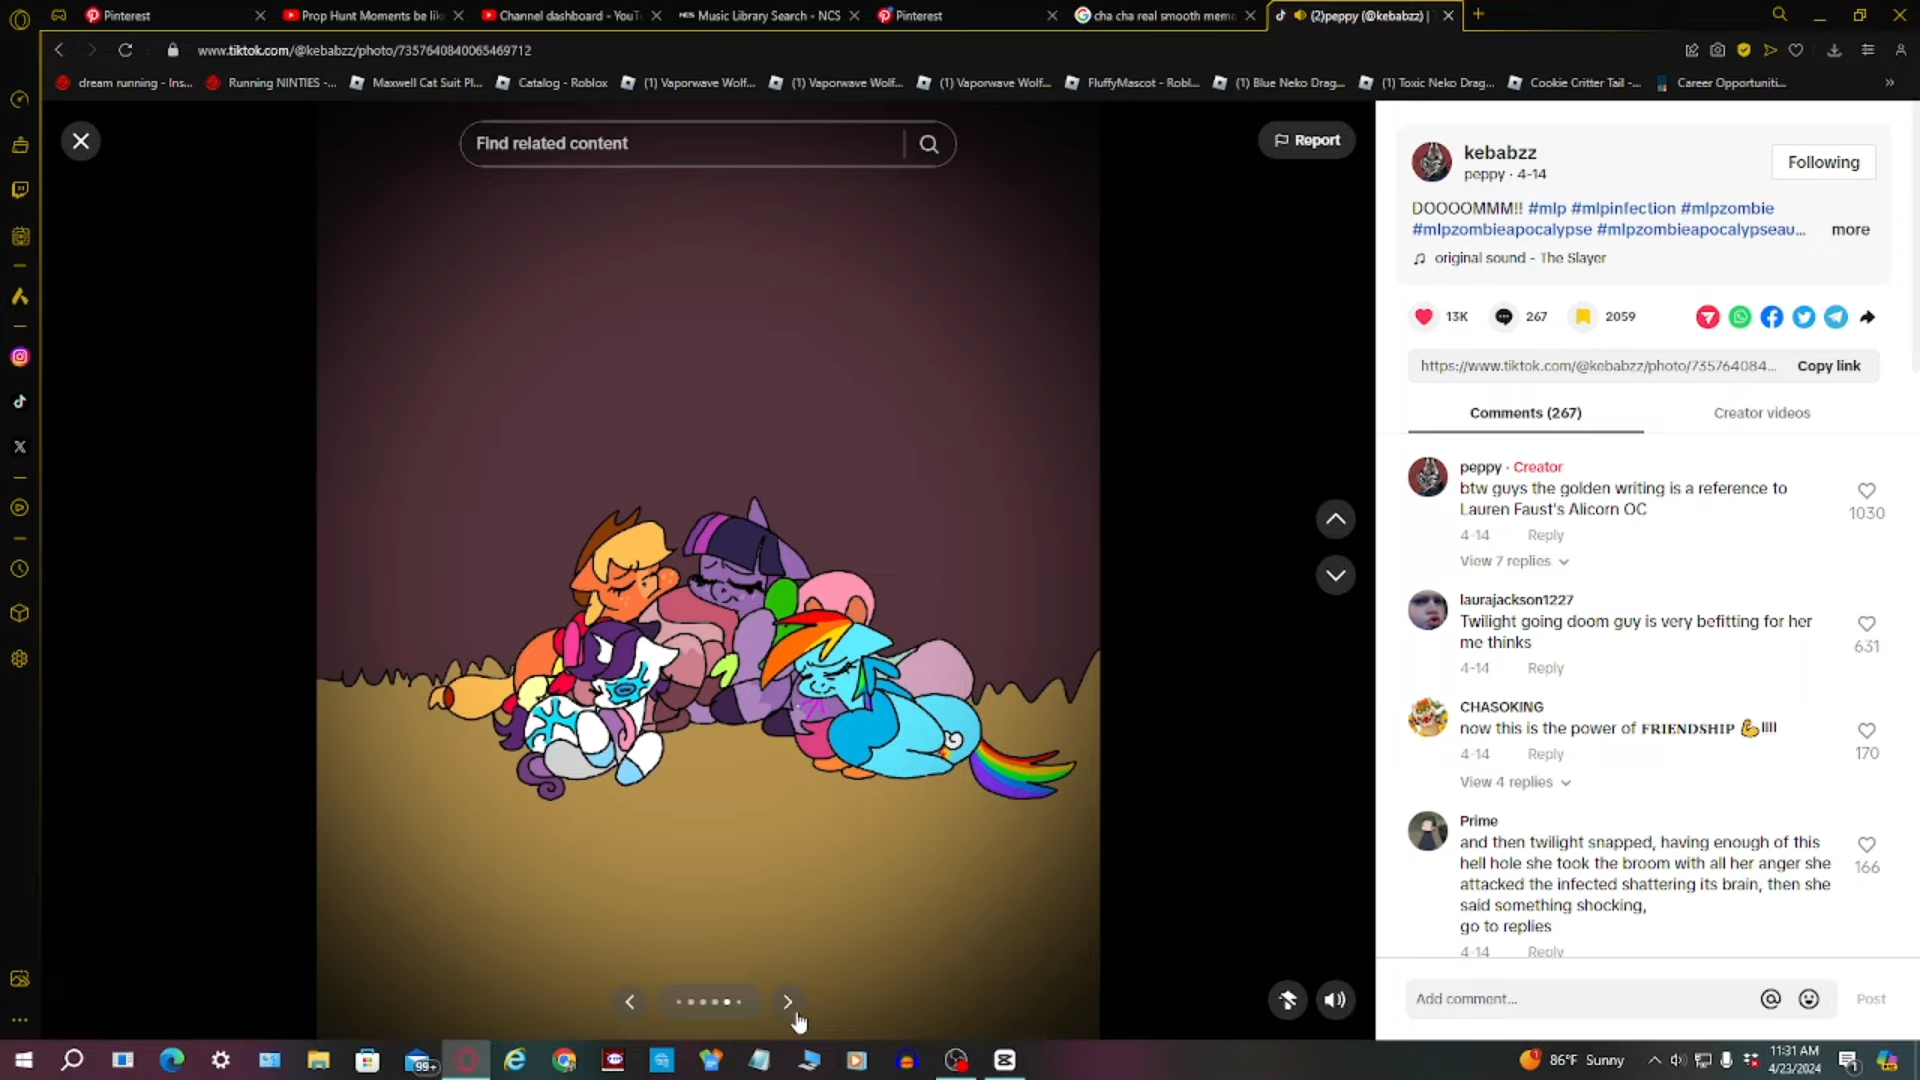 Pinterest
Prop Hunt Moments be lik
Channel dashboard - YouTu
NCS Music Library Search - NCS
Pinterest
cha cha real smooth mem
(2)peppy (@kebabzz) |
www.tiktok.com/@kebabzz/photo/7357640840065469712
dream running - Ins...
Running NINTIES -...
Maxwell Cat Suit Pl...
Catalog - Roblox
(1) Vaporwave Wolf...
(1) Vaporwave Wolf...
(1) Vaporwave Wolf...
FluffyMascot - Robl...
(1) Blue Neko Drag...
(1) Toxic Neko Drag...
Cookie Critter Tail -...
Career Opportuniti...
Find related content
Report
kebabzz
peppy · 4-14
Following
DOOOOMMM!! #mlp #mlpinfection #mlpzombie
#mlpzombieapocalypse #mlpzombieapocalypseau...
more
original sound - The Slayer
13K
267
2059
https://www.tiktok.com/@kebabzz/photo/735764084...
Copy link
Comments (267)
Creator videos
peppy · Creator
btw guys the golden writing is a reference to
Lauren Faust's Alicorn OC
1030
4-14
Reply
View 7 replies
laurajackson1227
Twilight going doom guy is very befitting for her
me thinks
631
4-14
Reply
CHASOKING
now this is the power of 𝐅𝐑𝐈𝐄𝐍𝐃𝐒𝐇𝐈𝐏 💪!!!!
170
4-14
Reply
View 4 replies
Prime
and then twilight snapped, having enough of this
hell hole she took the broom with all her anger she
attacked the infected shattering its brain, then she
said something shocking,
go to replies
166
4-14
Reply
Add comment...
Post
99+
86°F Sunny
11:31 AM
4/23/2024
1